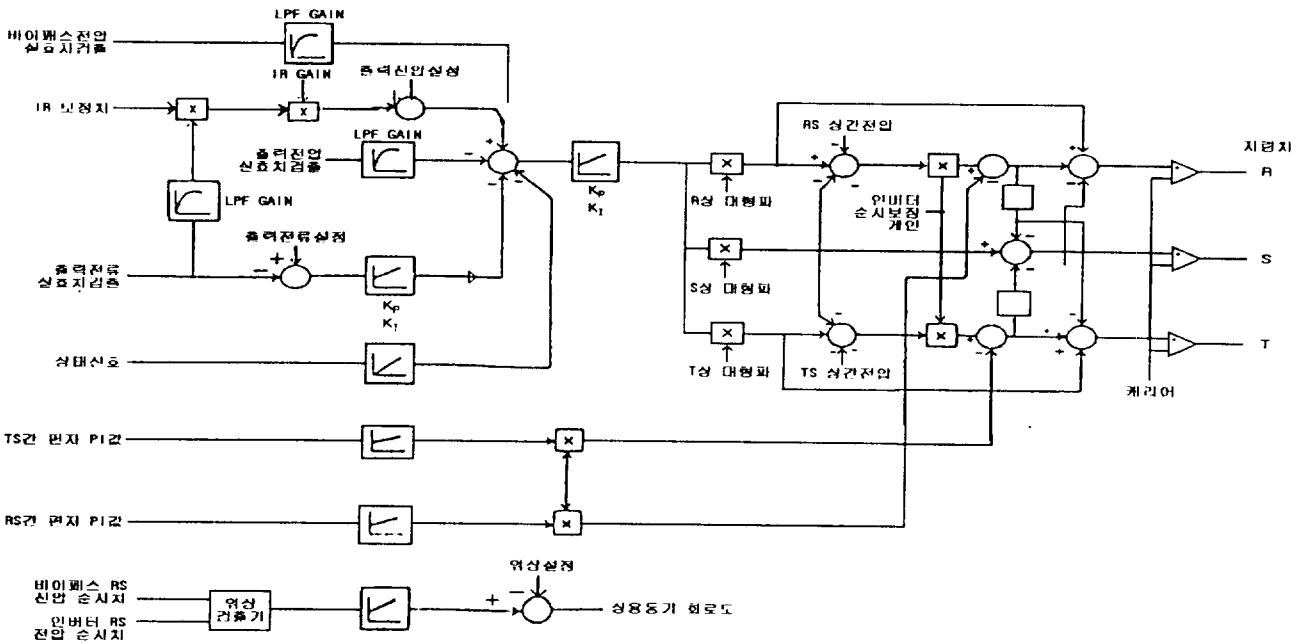 LPF GAIN
바이패스전압
실효치검출
IR GAIN
출력전압설정
IR 보정치
LPF GAIN
출력전압
실효치검출
LPF GAIN
KP
KI
출력전류설정
출력전류
실효치검출
KP
KI
상태신호
RS 상간전압
R상 대형파
인버터
순시보정
게인
S상 대형파
T상 대형파
TS 상간전압
지령치
R
S
T
캐리어
TS간 편차 PI값
RS간 편차 PI값
바이패스 RS
전압 순시치
인버터 RS
전압 순시치
위상
검출기
위상설정
상용동기 회로도